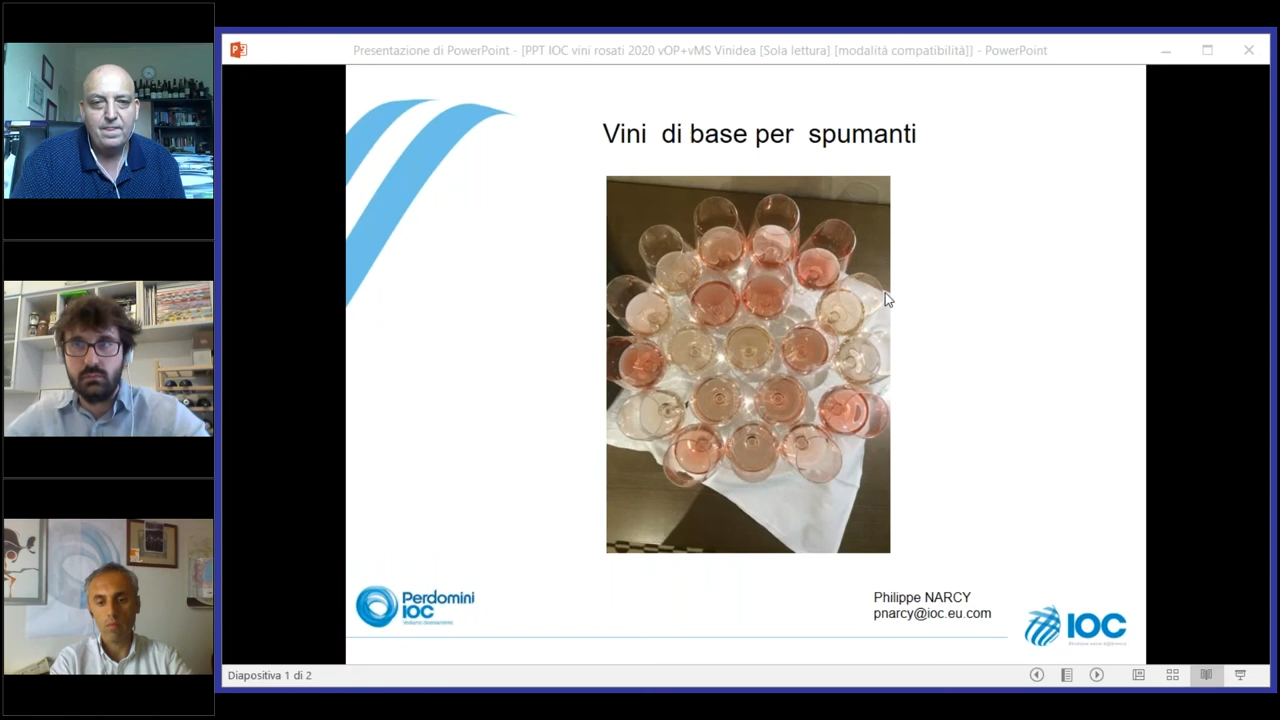 Presentazione di PowerPoint - [PPT IOC vini rosati 2020 vOP+vMS Vinidea [Sola lettura] [modalità compatibilità]] - PowerPoint
Vini di base per spumanti
Perdomini
IOC
Philippe NARCY
pnarcy@ioc.eu.com
IOC
Diapositiva 1 di 2